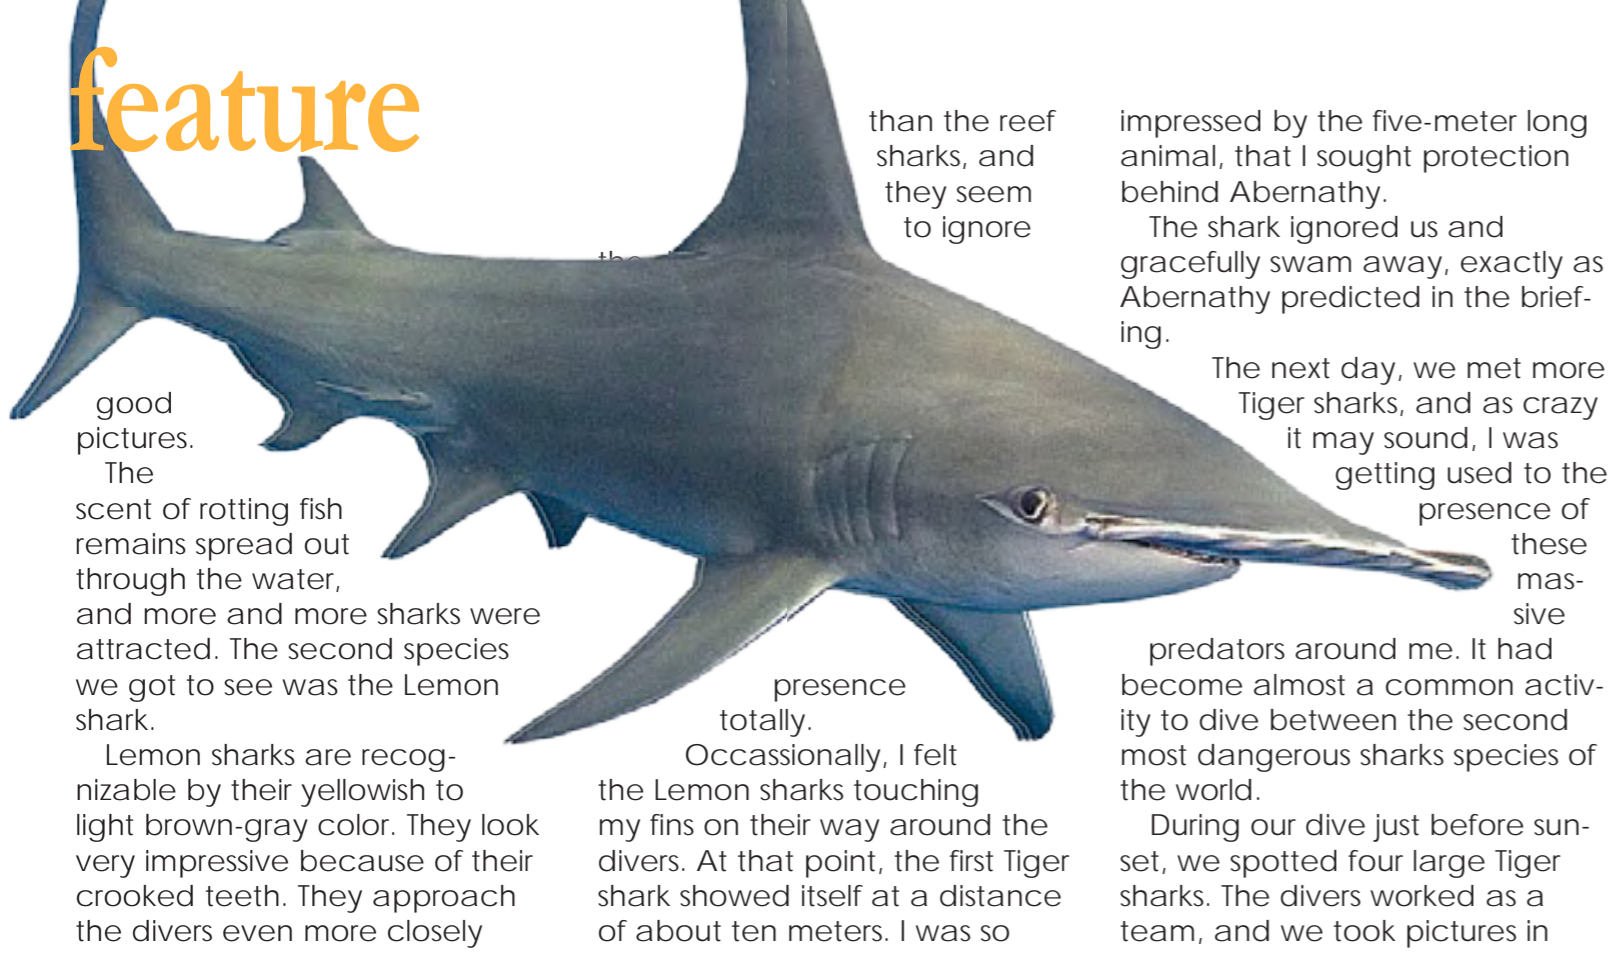 feature
good
pictures.
The
scent of rotting fish
remains spread out
through the water,
and more and more sharks were
attracted. The second species
we got to see was the Lemon
shark.
Lemon sharks are recog-
nizable by their yellowish to
light brown-gray color. They look
very impressive because of their
crooked teeth. They approach
the divers even more closely
than the reef
sharks, and
they seem
to ignore
presence
totally.
Occassionally, I felt
the Lemon sharks touching
my fins on their way around the
divers. At that point, the first Tiger
shark showed itself at a distance
of about ten meters. I was so
impressed by the five-meter long
animal, that I sought protection
behind Abernathy.
The shark ignored us and
gracefully swam away, exactly as
Abernathy predicted in the brief-
ing.
The next day, we met more
Tiger sharks, and as crazy
it may sound, I was
getting used to the
presence of
these
mas-
sive
predators around me. It had
become almost a common activ-
ity to dive between the second
most dangerous sharks species of
the world.
During our dive just before sun-
set, we spotted four large Tiger
sharks. The divers worked as a
team, and we took pictures in